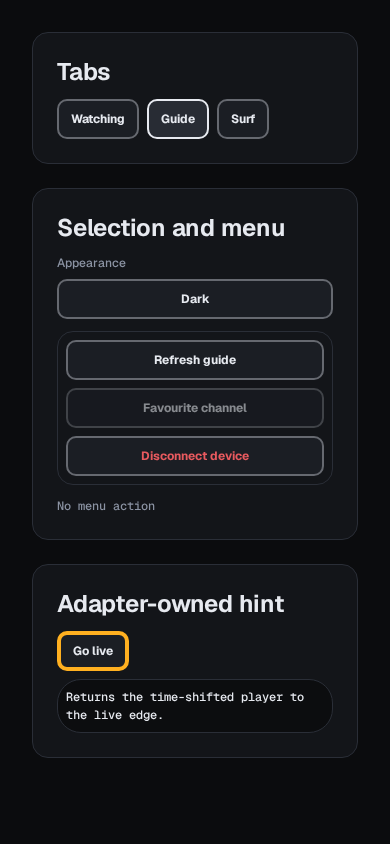 Tabs
Watching Guide Surf
Selection and menu
Appearance
Dark
Refresh guide
Favourite channel
Disconnect device
No menu action
Adapter-owned hint
Go live
Returns the time-shifted player to
the live edge.